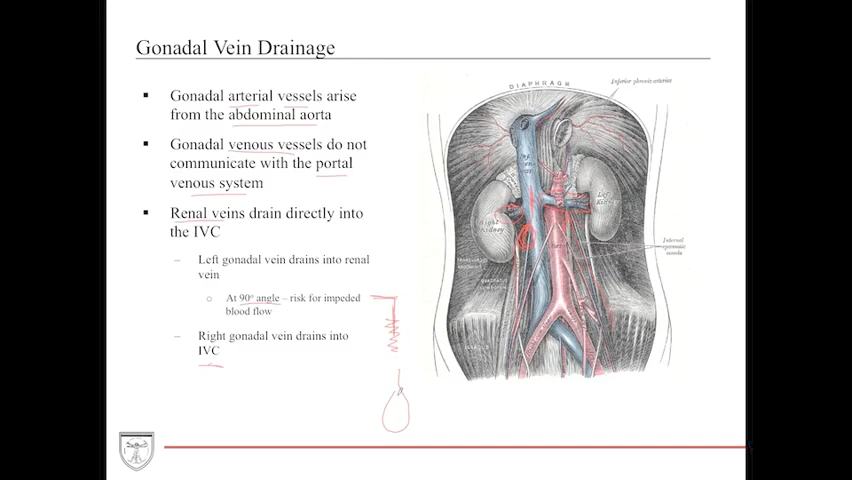 Gonadal Vein Drainage
Gonadal arterial vessels arise
from the abdominal aorta
Gonadal venous vessels do not
communicate with the portal
venous system
Renal veins drain directly into
the IVC
Left gonadal vein drains into renal
vein
At 90° angle – risk for impeded
blood flow
Right gonadal vein drains into
IVC
DIAPHRAGM
Inferior phrenic arteries
Left
Kidney
Right
Kidney
Internal
spermatic
vessels